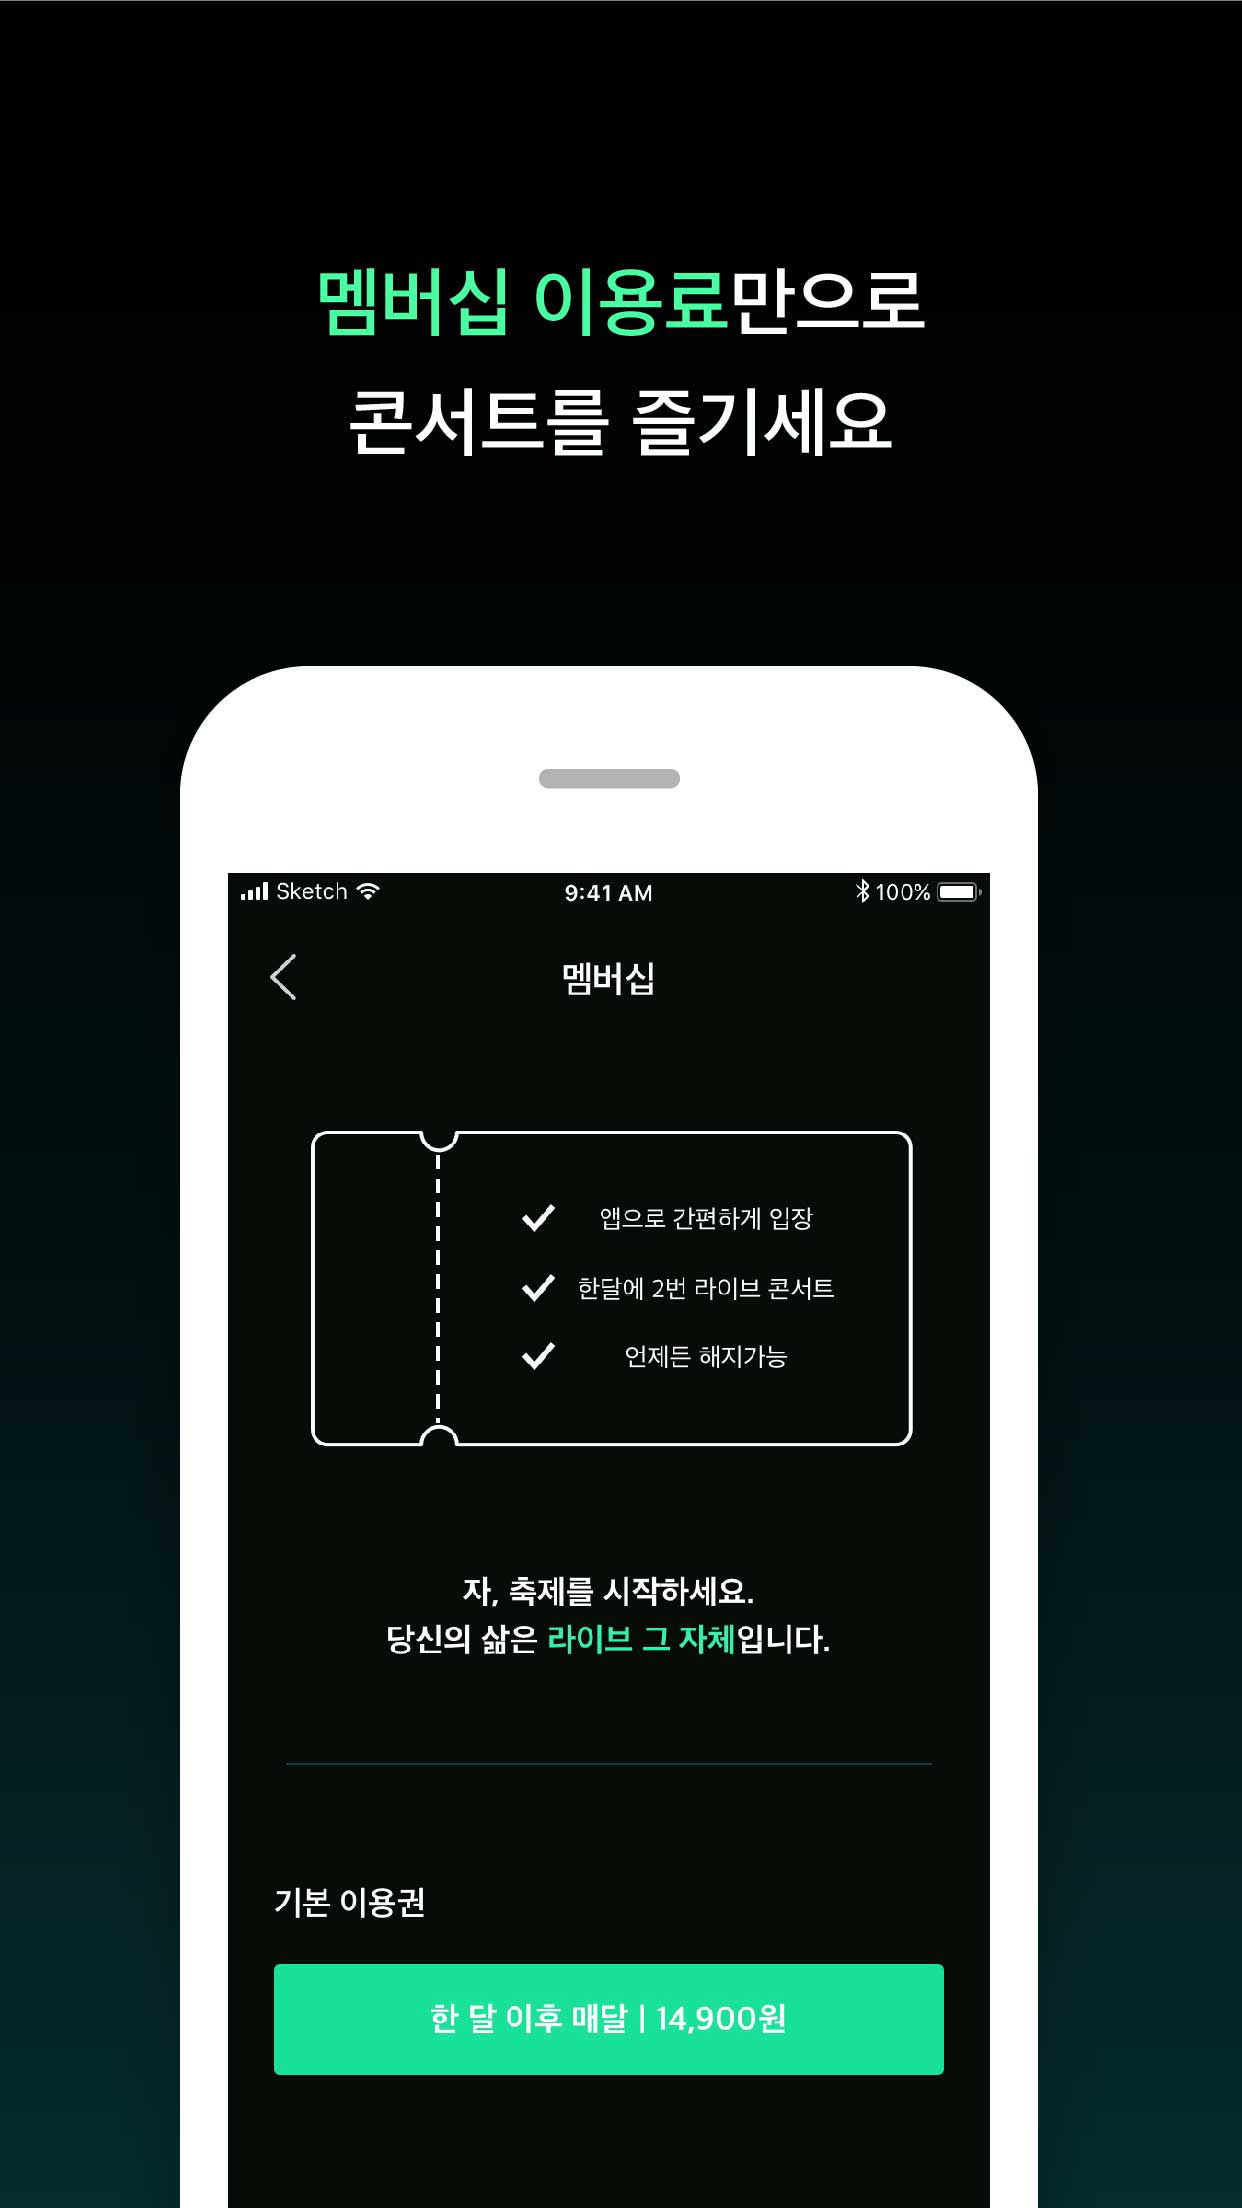 멤버십 이용료만으로
콘서트를 즐기세요
Sketch 9:41 AM 100%
멤버십
앱으로 간편하게 입장
한달에 2번 라이브 콘서트
언제든 해지가능
자, 축제를 시작하세요.
당신의 삶은 라이브 그 자체입니다.
기본 이용권
한 달 이후 매달 | 14,900원